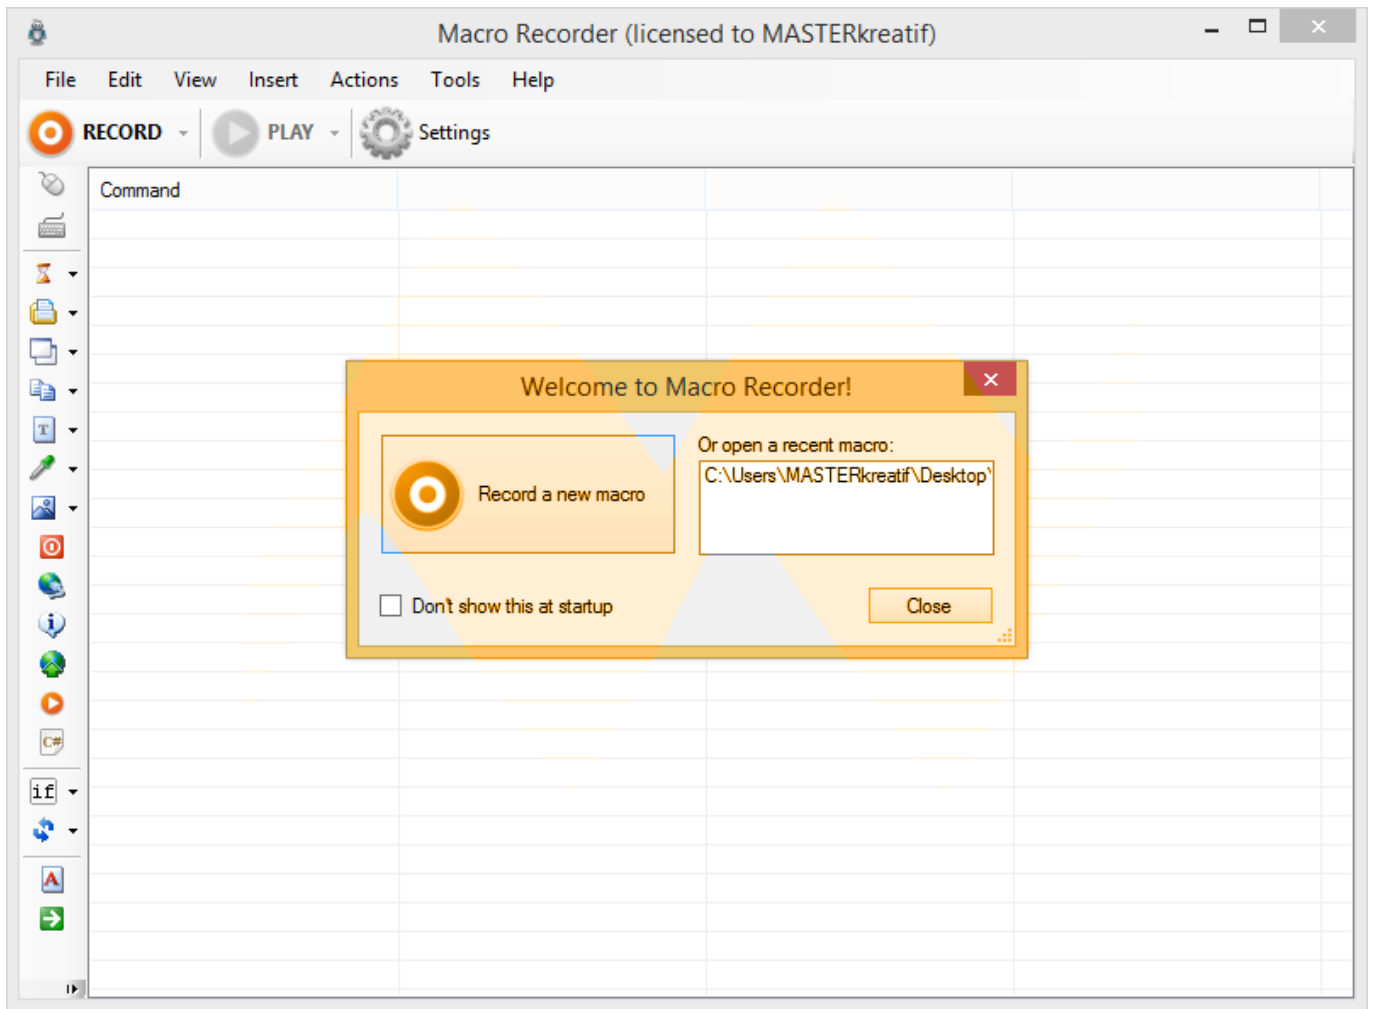 Macro Recorder (licensed to MASTERkreatif)
File Edit View Insert Actions Tools Help
RECORD PLAY Settings
Command
Welcome to Macro Recorder!
Or open a recent macro:
C:\Users\MASTERkreatif\Desktop\
Record a new macro
Don't show this at startup
Close
T
C#
if
A